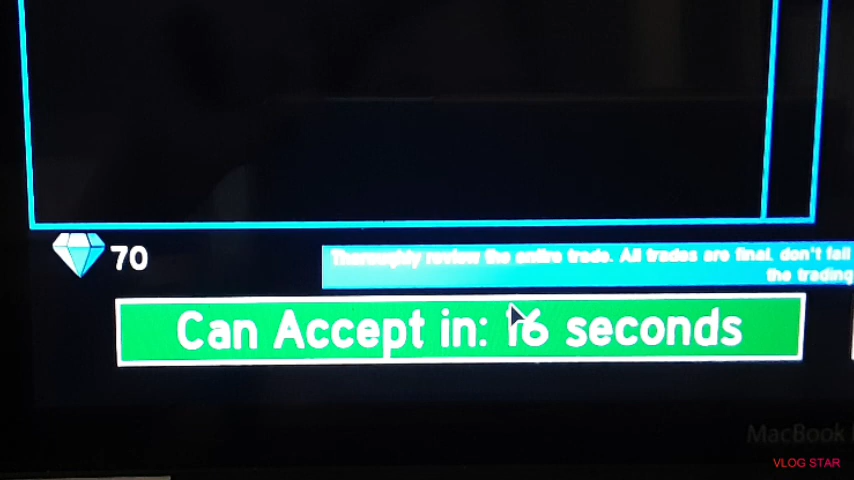 70
Thoroughly review the entire trade. All trades are final, don't fall
the trading
Can Accept in: 16 seconds
MacBook
VLOG STAR